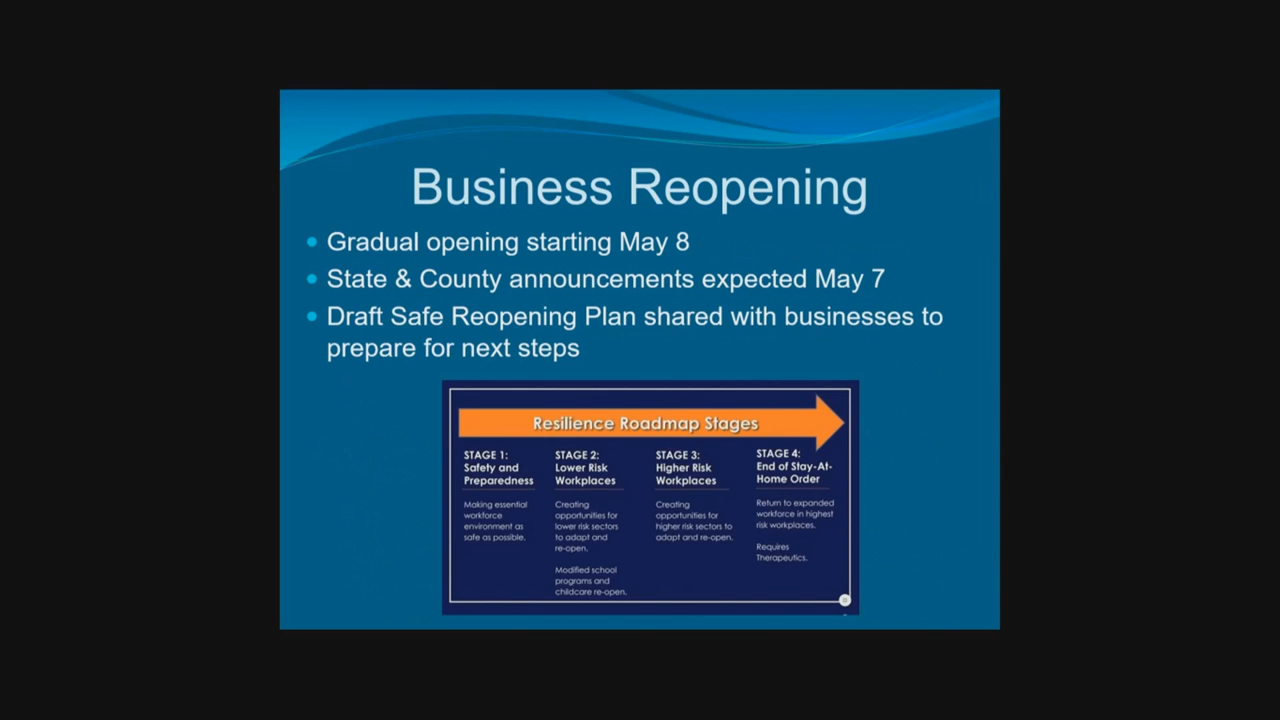 Business Reopening
Gradual opening starting May 8
State & County announcements expected May 7
Draft Safe Reopening Plan shared with businesses to
prepare for next steps
Resilience Roadmap Stages
STAGE 1:
Safety and
Preparedness
Making essential
workforce
environment as
safe as possible.
STAGE 2:
Lower Risk
Workplaces
Creating
opportunities for
lower risk sectors
to adapt and
re-open.
Modified school
programs and
childcare re-open.
STAGE 3:
Higher Risk
Workplaces
Creating
opportunities for
higher risk sectors to
adapt and re-open.
STAGE 4:
End of Stay-At-
Home Order
Return to expanded
workforce in highest
risk workplaces.
Requires
Therapeutics.